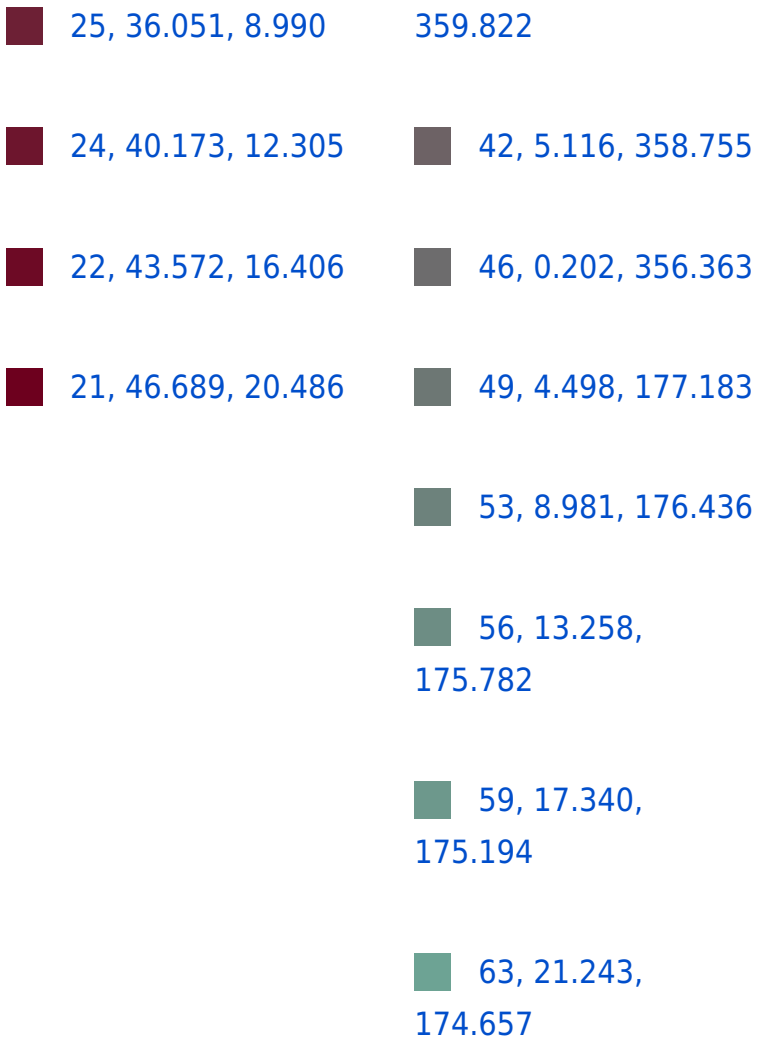 25, 36.051, 8.990
24, 40.173, 12.305
22, 43.572, 16.406
21, 46.689, 20.486
359.822
42, 5.116, 358.755
46, 0.202, 356.363
49, 4.498, 177.183
53, 8.981, 176.436
56, 13.258,
175.782
59, 17.340,
175.194
63, 21.243,
174.657